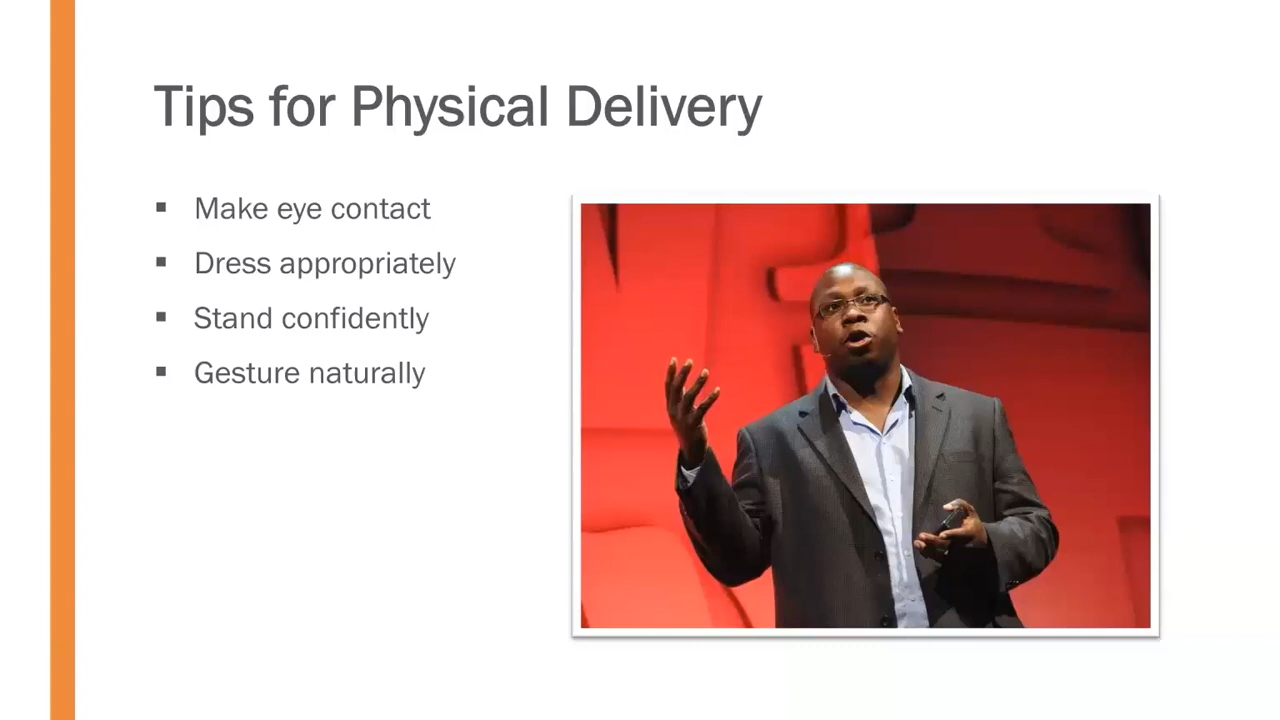 Tips for Physical Delivery
▪ Make eye contact
▪ Dress appropriately
▪ Stand confidently
▪ Gesture naturally